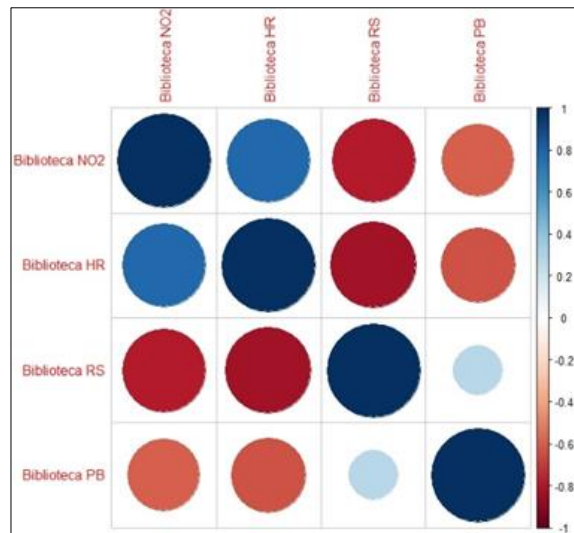 Biblioteca NO2
Biblioteca HR
Biblioteca RS
Biblioteca PB
Biblioteca NO2
Biblioteca HR
Biblioteca RS
Biblioteca PB
1
0.8
0.6
0.4
0.2
0
-0.2
-0.4
-0.6
-0.8
-1